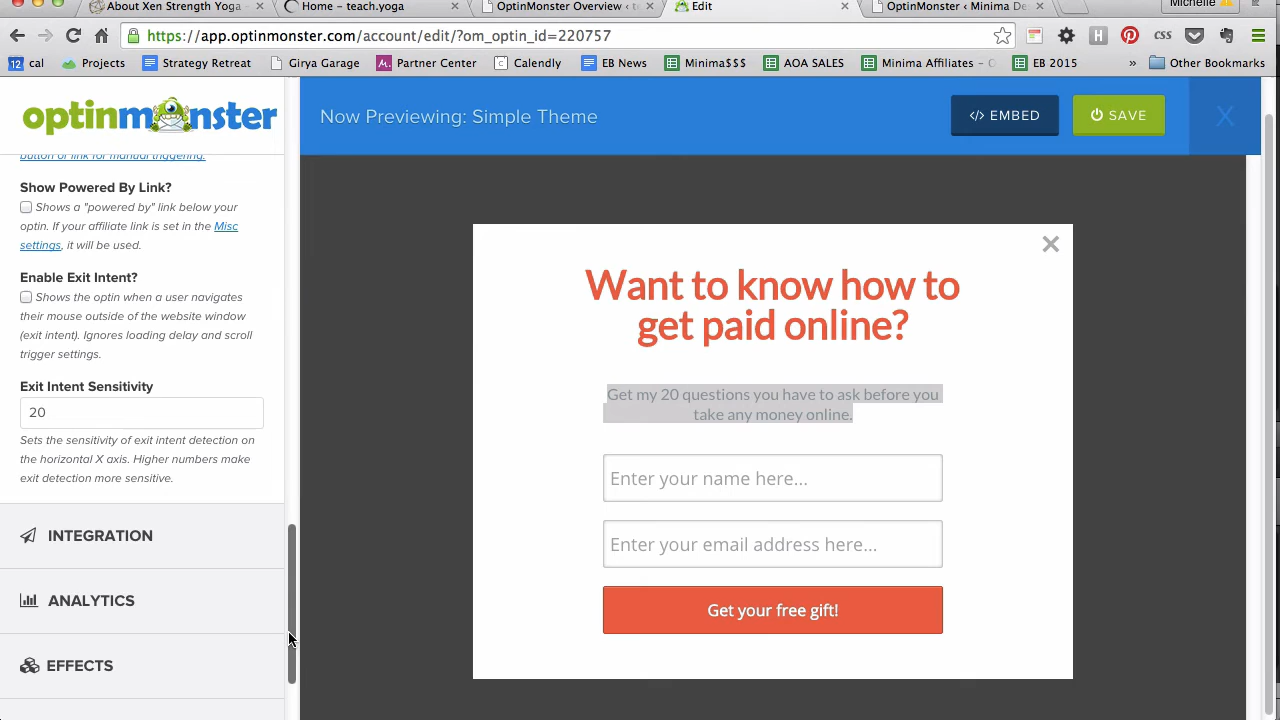 About Xen Strength Yoga
Home – teach.yoga
OptinMonster Overview ‹ t
Edit
OptinMonster ‹ Minima De
Michelle
https://app.optinmonster.com/account/edit/?om_optin_id=220757
12 cal
Projects
Strategy Retreat
Girya Garage
Partner Center
Calendly
EB News
Minima$$$
AOA SALES
Minima Affiliates - O
EB 2015
»
Other Bookmarks
optinmonster
Now Previewing: Simple Theme
</> EMBED
SAVE
X
button or link for manual triggering.
Show Powered By Link?
Shows a "powered by" link below your
optin. If your affiliate link is set in the Misc
settings, it will be used.
Enable Exit Intent?
Shows the optin when a user navigates
their mouse outside of the website window
(exit intent). Ignores loading delay and scroll
trigger settings.
Exit Intent Sensitivity
20
Sets the sensitivity of exit intent detection on
the horizontal X axis. Higher numbers make
exit detection more sensitive.
INTEGRATION
ANALYTICS
EFFECTS
Want to know how to
get paid online?
Get my 20 questions you have to ask before you
take any money online.
Enter your name here...
Enter your email address here...
Get your free gift!